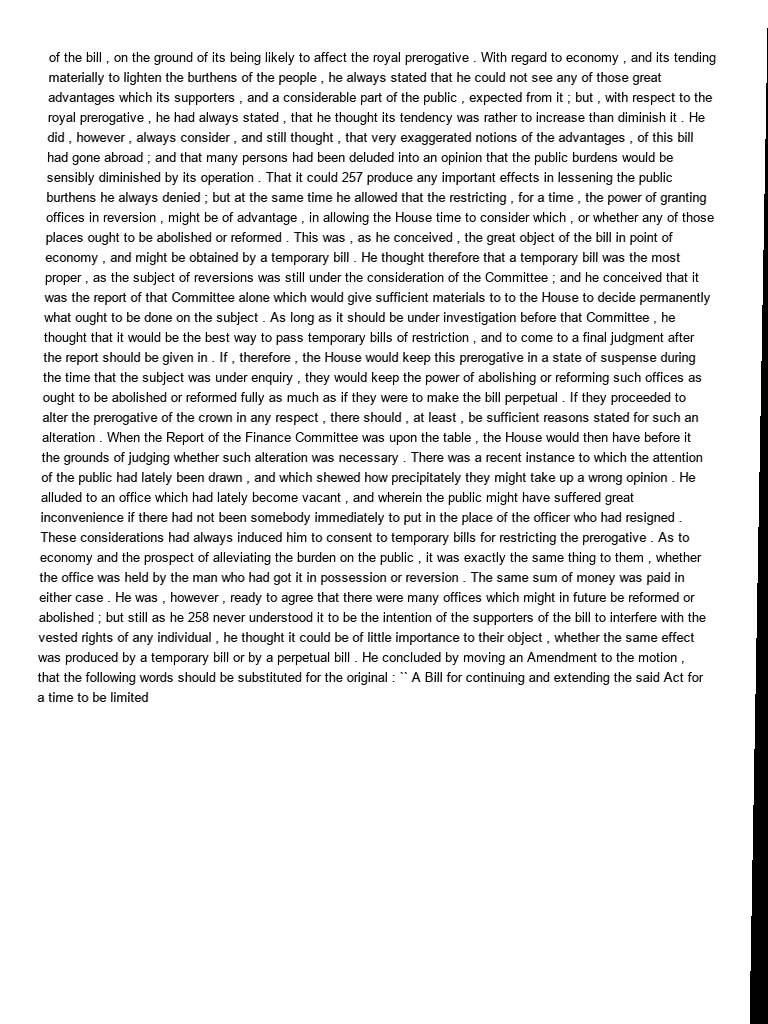 of the bill , on the ground of its being likely to affect the royal prerogative . With regard to economy , and its tending
materially to lighten the burthens of the people , he always stated that he could not see any of those great
advantages which its supporters , and a considerable part of the public , expected from it ; but , with respect to the
royal prerogative , he had always stated , that he thought its tendency was rather to increase than diminish it . He
did , however , always consider , and still thought , that very exaggerated notions of the advantages , of this bill
had gone abroad ; and that many persons had been deluded into an opinion that the public burdens would be
sensibly diminished by its operation . That it could 257 produce any important effects in lessening the public
burthens he always denied ; but at the same time he allowed that the restricting , for a time , the power of granting
offices in reversion , might be of advantage , in allowing the House time to consider which , or whether any of those
places ought to be abolished or reformed . This was , as he conceived , the great object of the bill in point of
economy , and might be obtained by a temporary bill . He thought therefore that a temporary bill was the most
proper , as the subject of reversions was still under the consideration of the Committee ; and he conceived that it
was the report of that Committee alone which would give sufficient materials to to the House to decide permanently
what ought to be done on the subject . As long as it should be under investigation before that Committee , he
thought that it would be the best way to pass temporary bills of restriction , and to come to a final judgment after
the report should be given in . If , therefore , the House would keep this prerogative in a state of suspense during
the time that the subject was under enquiry , they would keep the power of abolishing or reforming such offices as
ought to be abolished or reformed fully as much as if they were to make the bill perpetual . If they proceeded to
alter the prerogative of the crown in any respect , there should , at least , be sufficient reasons stated for such an
alteration . When the Report of the Finance Committee was upon the table , the House would then have before it
the grounds of judging whether such alteration was necessary . There was a recent instance to which the attention
of the public had lately been drawn , and which shewed how precipitately they might take up a wrong opinion . He
alluded to an office which had lately become vacant , and wherein the public might have suffered great
inconvenience if there had not been somebody immediately to put in the place of the officer who had resigned .
These considerations had always induced him to consent to temporary bills for restricting the prerogative . As to
economy and the prospect of alleviating the burden on the public , it was exactly the same thing to them , whether
the office was held by the man who had got it in possession or reversion . The same sum of money was paid in
either case . He was , however , ready to agree that there were many offices which might in future be reformed or
abolished ; but still as he 258 never understood it to be the intention of the supporters of the bill to interfere with the
vested rights of any individual , he thought it could be of little importance to their object , whether the same effect
was produced by a temporary bill or by a perpetual bill . He concluded by moving an Amendment to the motion ,
that the following words should be substituted for the original : `` A Bill for continuing and extending the said Act for
a time to be limited